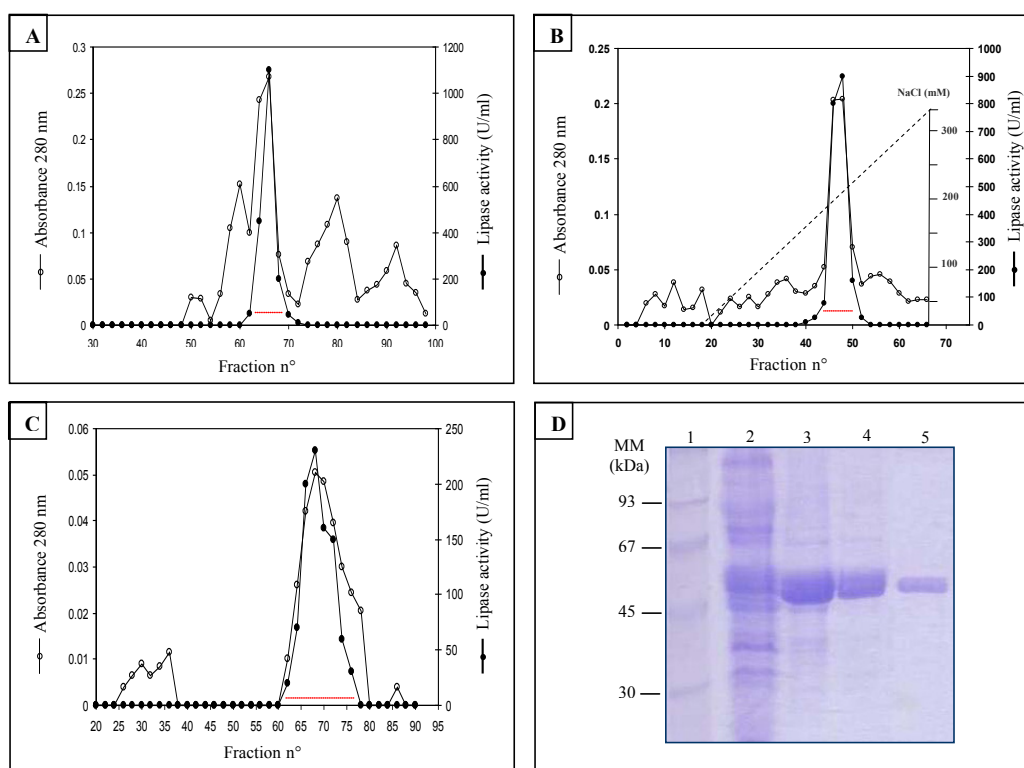 A
0.3
0.25
0.2
0.15
0.1
0.05
0
1200
1000
800
600
400
200
0
30 40 50 60 70 80 90 100
Fraction n°
Absorbance 280 nm
Lipase activity (U/ml)
B
0.25
0.2
0.15
0.1
0.05
0
NaCl (mM)
300
200
100
1000
900
800
700
600
500
400
300
200
100
0
0 10 20 30 40 50 60 70
Fraction n°
Absorbance 280 nm
Lipase activity (U/ml)
C
0.06
0.05
0.04
0.03
0.02
0.01
0
250
200
150
100
50
0
20 25 30 35 40 45 50 55 60 65 70 75 80 85 90 95
Fraction n°
Absorbance 280 nm
Lipase activity (U/ml)
D
MM
(kDa)
1 2 3 4 5
93
67
45
30